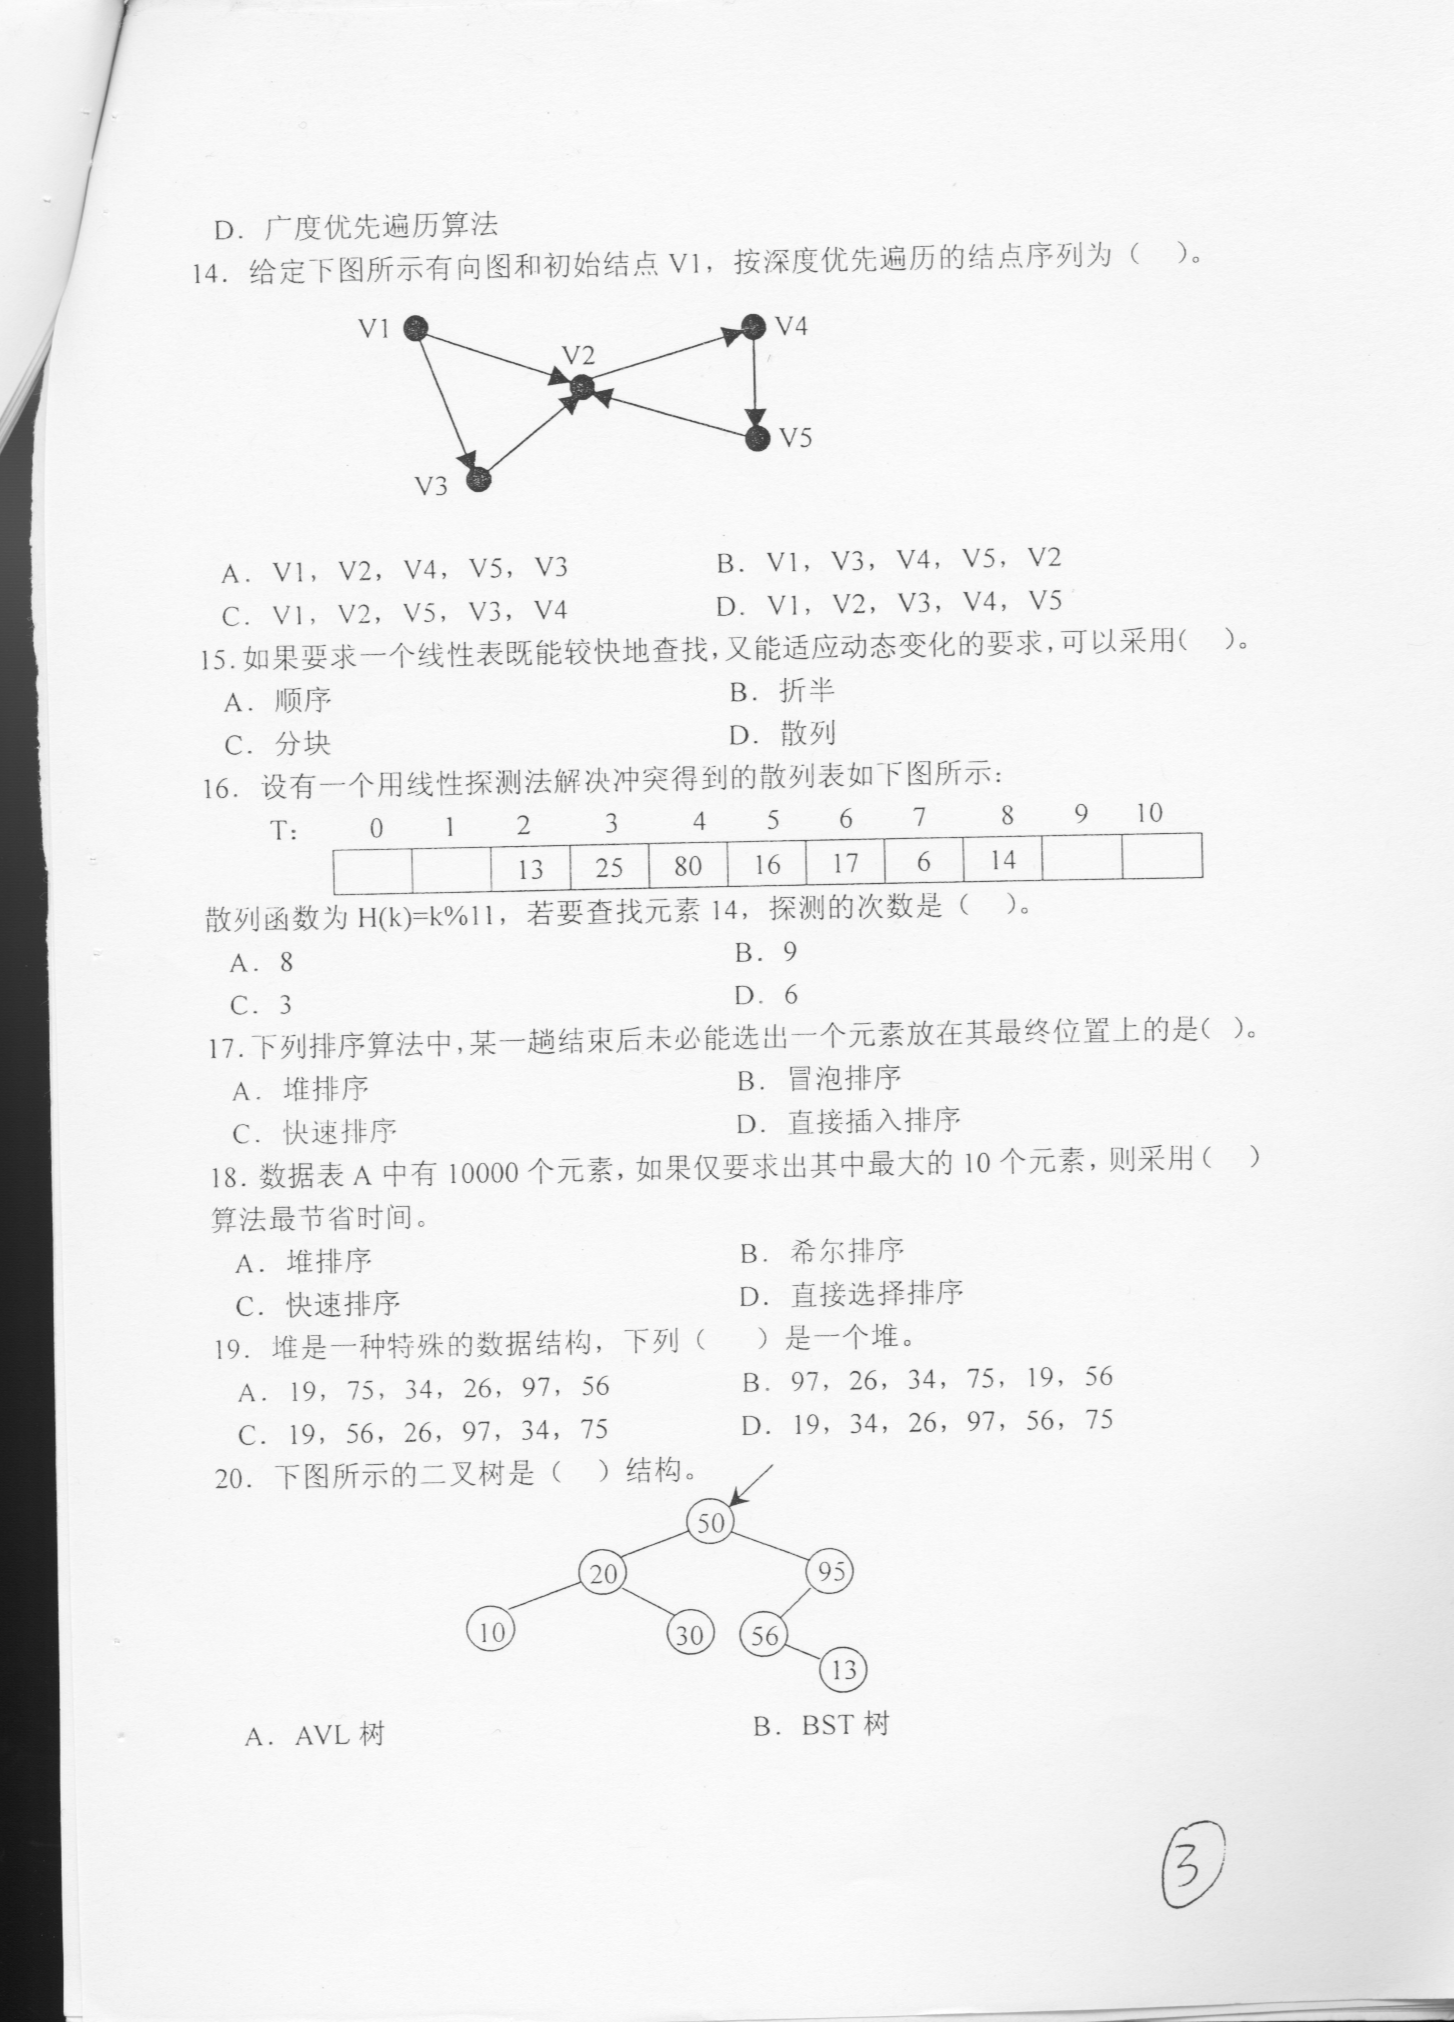 D．广度优先遍历算法
14．给定下图所示有向图和初始结点 V1，按深度优先遍历的结点序列为（　）。
V1
V4
V2
V5
V3
A．V1，V2，V4，V5，V3
B．V1，V3，V4，V5，V2
C．V1，V2，V5，V3，V4
D．V1，V2，V3，V4，V5
15.如果要求一个线性表既能较快地查找，又能适应动态变化的要求，可以采用(　)。
A．顺序
B．折半
C．分块
D．散列
16．设有一个用线性探测法解决冲突得到的散列表如下图所示：
T： 0 1 2 3 4 5 6 7 8 9 10
13 25 80 16 17 6 14
散列函数为 H(k)=k%11，若要查找元素 14，探测的次数是（　）。
A．8
B．9
C．3
D．6
17.下列排序算法中，某一趟结束后未必能选出一个元素放在其最终位置上的是(　)。
A．堆排序
B．冒泡排序
C．快速排序
D．直接插入排序
18. 数据表 A 中有 10000 个元素，如果仅要求出其中最大的 10 个元素，则采用（　）
算法最节省时间。
A．堆排序
B．希尔排序
C．快速排序
D．直接选择排序
19．堆是一种特殊的数据结构，下列（　）是一个堆。
A．19，75，34，26，97，56
B．97，26，34，75，19，56
C．19，56，26，97，34，75
D．19，34，26，97，56，75
20．下图所示的二叉树是（　）结构。
50
20
95
10
30
56
13
A．AVL 树
B．BST 树
3